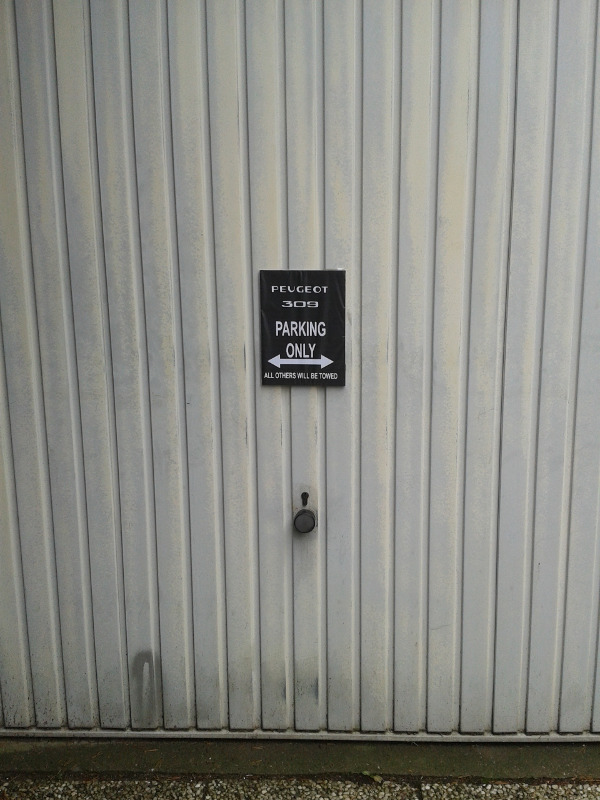 PEUGEOT
309
PARKING
ONLY
ALL OTHERS WILL BE TOWED